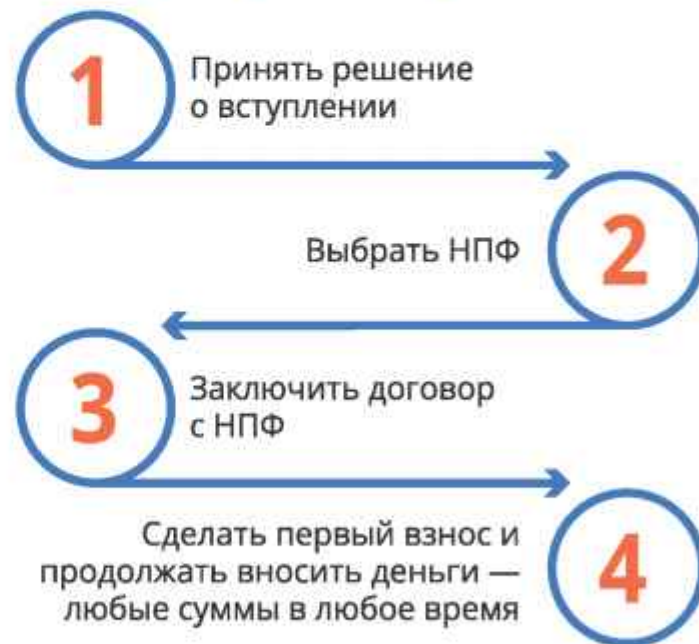 1
Принять решение
о вступлении
Выбрать НПФ
2
3
Заключить договор
с НПФ
Сделать первый взнос и
продолжать вносить деньги —
любые суммы в любое время
4